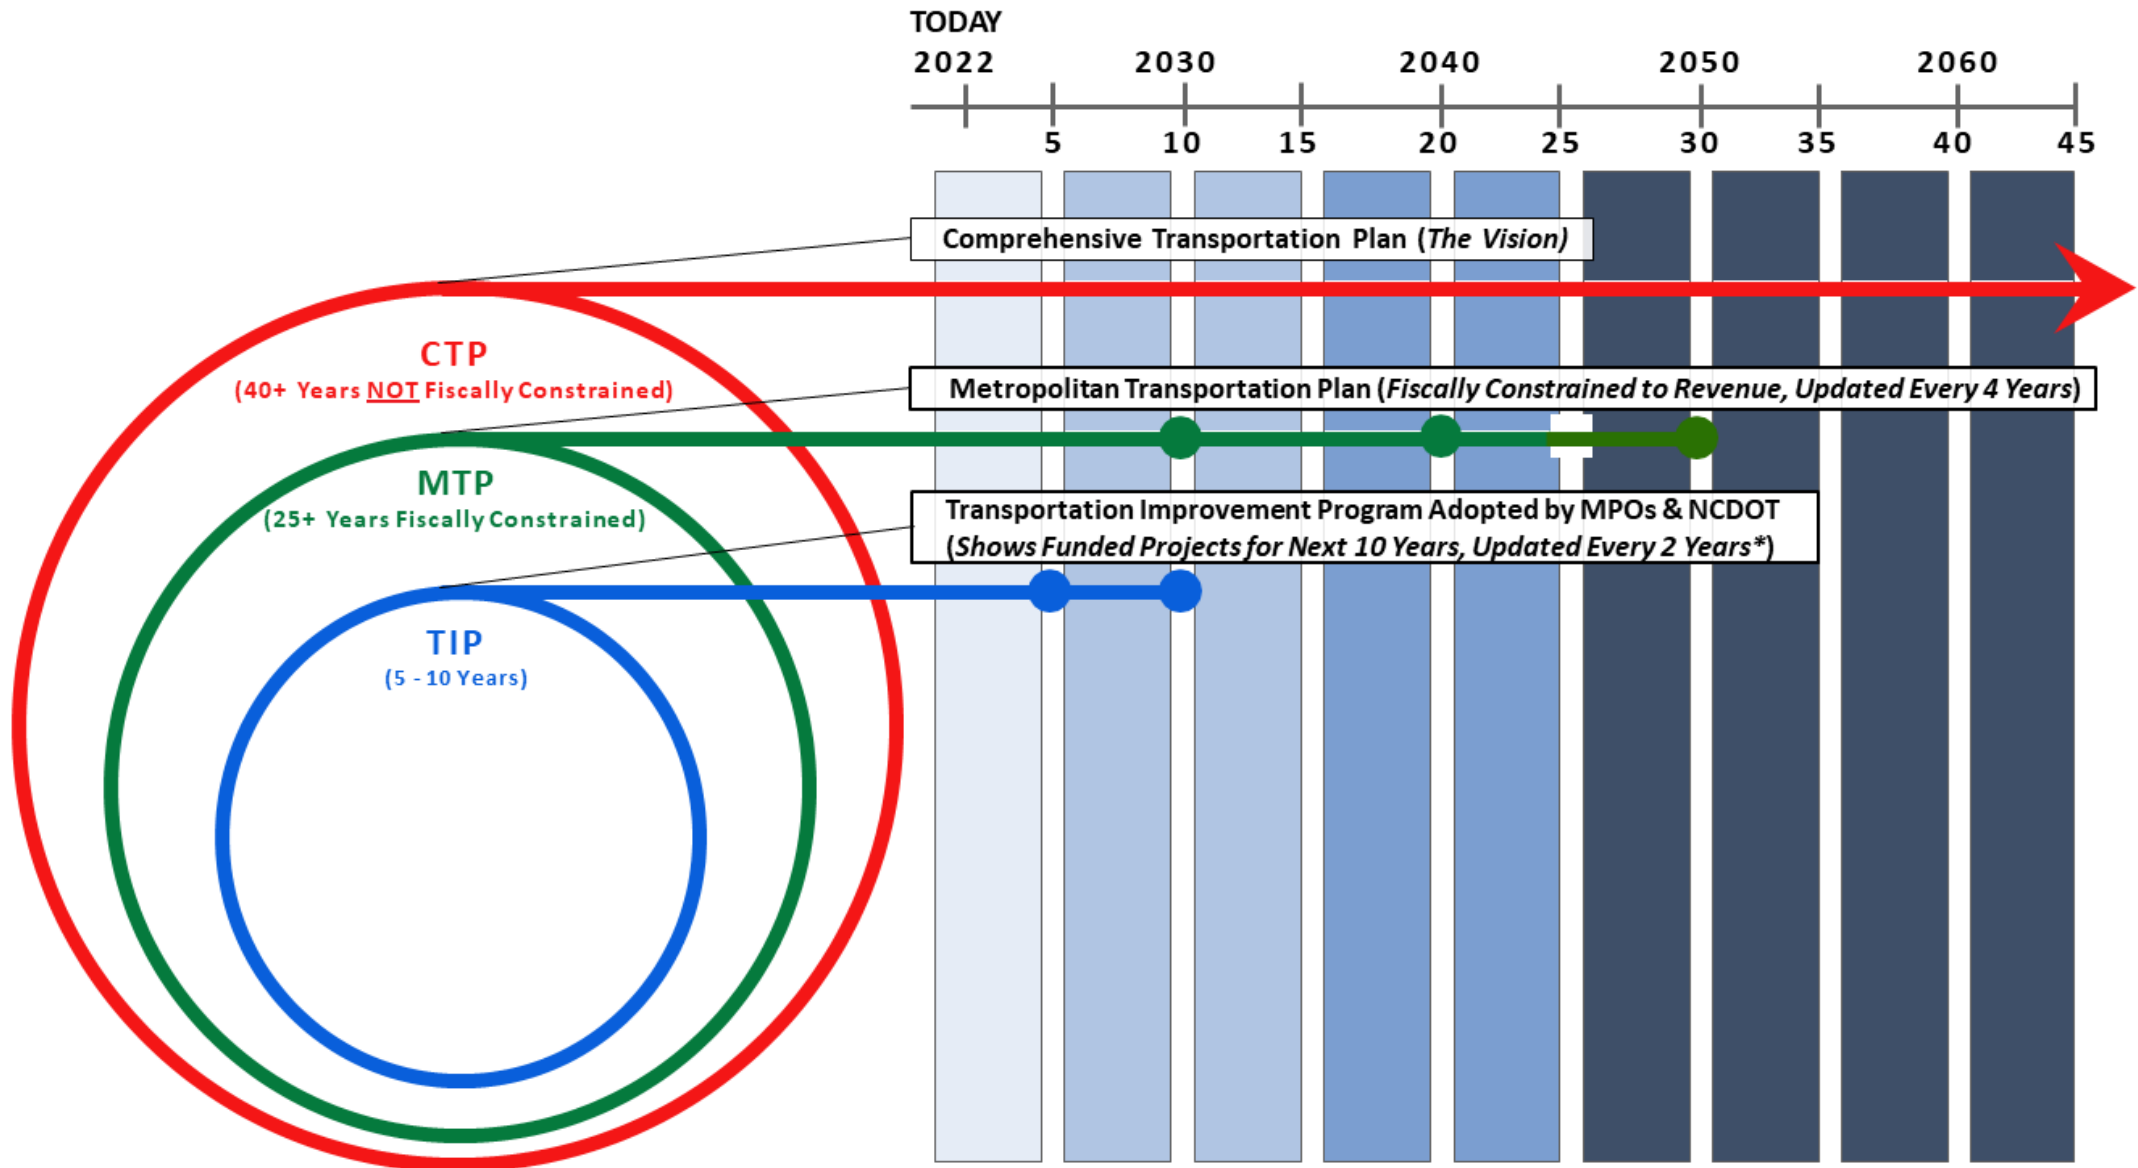 TODAY
2022 2030 2040 2050 2060
5 10 15 20 25 30 35 40 45
Comprehensive Transportation Plan (The Vision)
CTP
(40+ Years NOT Fiscally Constrained)
Metropolitan Transportation Plan (Fiscally Constrained to Revenue, Updated Every 4 Years)
MTP
(25+ Years Fiscally Constrained)
Transportation Improvement Program Adopted by MPOs & NCDOT
(Shows Funded Projects for Next 10 Years, Updated Every 2 Years*)
TIP
(5 - 10 Years)